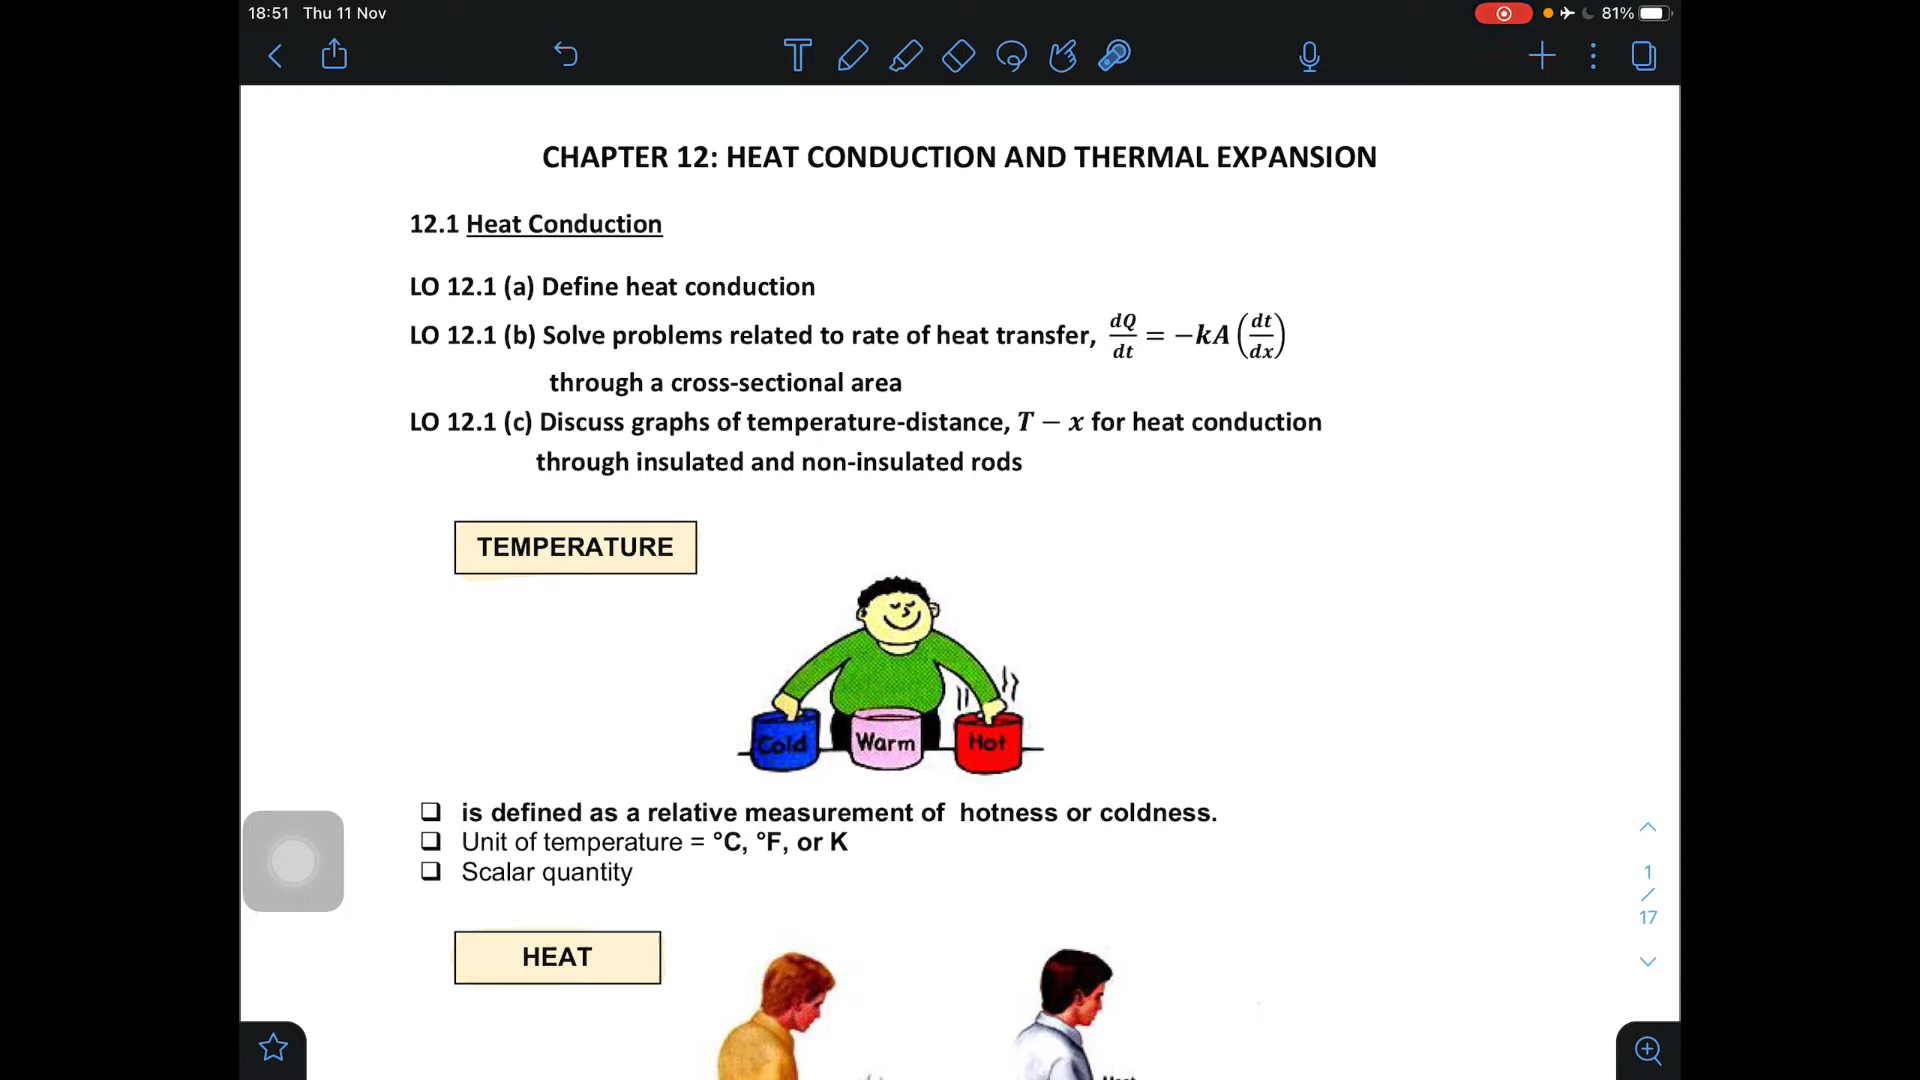 18:51 Thu 11 Nov
81%
CHAPTER 12: HEAT CONDUCTION AND THERMAL EXPANSION
12.1 Heat Conduction
LO 12.1 (a) Define heat conduction
LO 12.1 (b) Solve problems related to rate of heat transfer, dQ/dt = −kA(dt/dx)
through a cross-sectional area
LO 12.1 (c) Discuss graphs of temperature-distance, T − x for heat conduction
through insulated and non-insulated rods
TEMPERATURE
Cold Warm Hot
❑ is defined as a relative measurement of hotness or coldness.
❑ Unit of temperature = °C, °F, or K
❑ Scalar quantity
1
/
17
HEAT